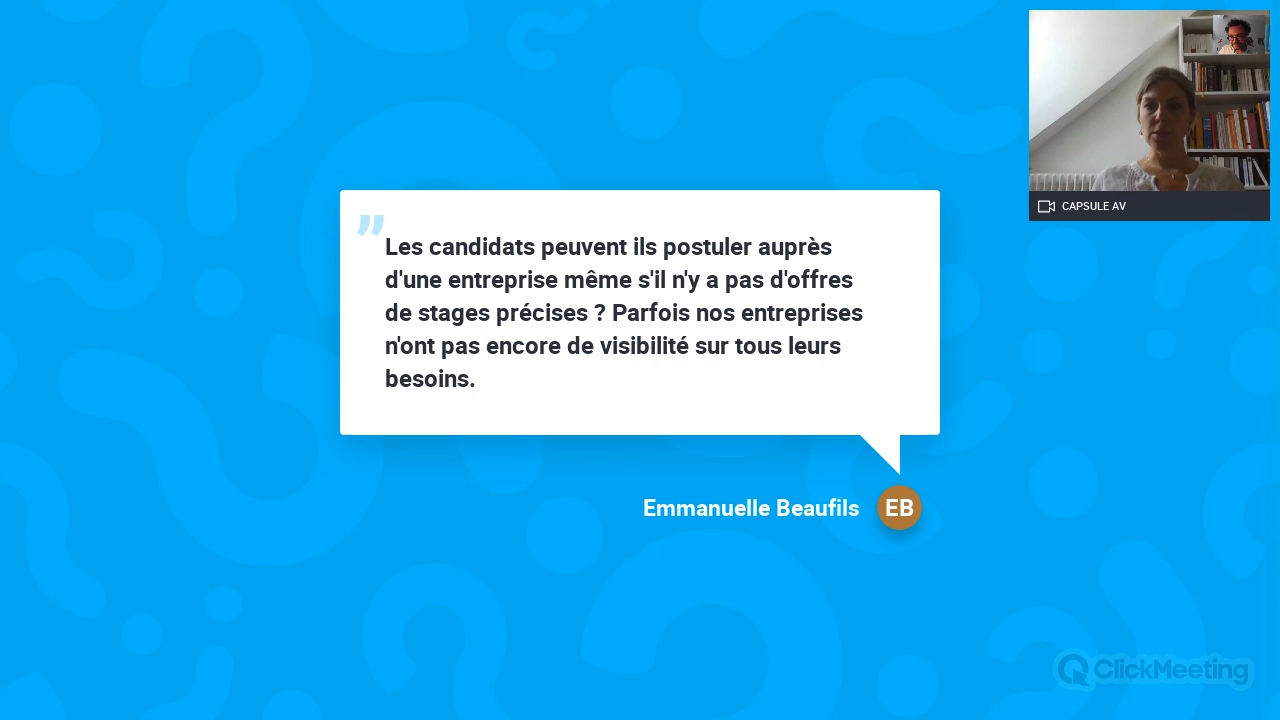 CAPSULE AV
”
Les candidats peuvent ils postuler auprès
d'une entreprise même s'il n'y a pas d'offres
de stages précises ? Parfois nos entreprises
n'ont pas encore de visibilité sur tous leurs
besoins.
Emmanuelle Beaufils
EB
ClickMeeting